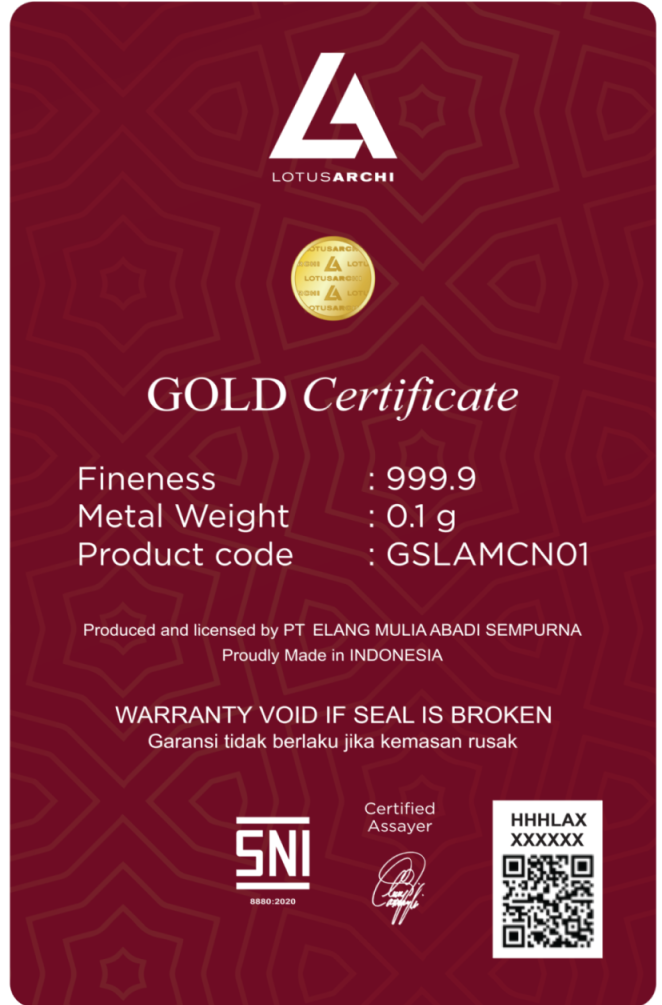 LA
LOTUSARCHI
LOTUSARCHI
GOLD Certificate
Fineness : 999.9
Metal Weight : 0.1 g
Product code : GSLAMCN01
Produced and licensed by PT ELANG MULIA ABADI SEMPURNA
Proudly Made in INDONESIA
WARRANTY VOID IF SEAL IS BROKEN
Garansi tidak berlaku jika kemasan rusak
SNI
8880:2020
Certified
Assayer
HHHLAX
XXXXXX